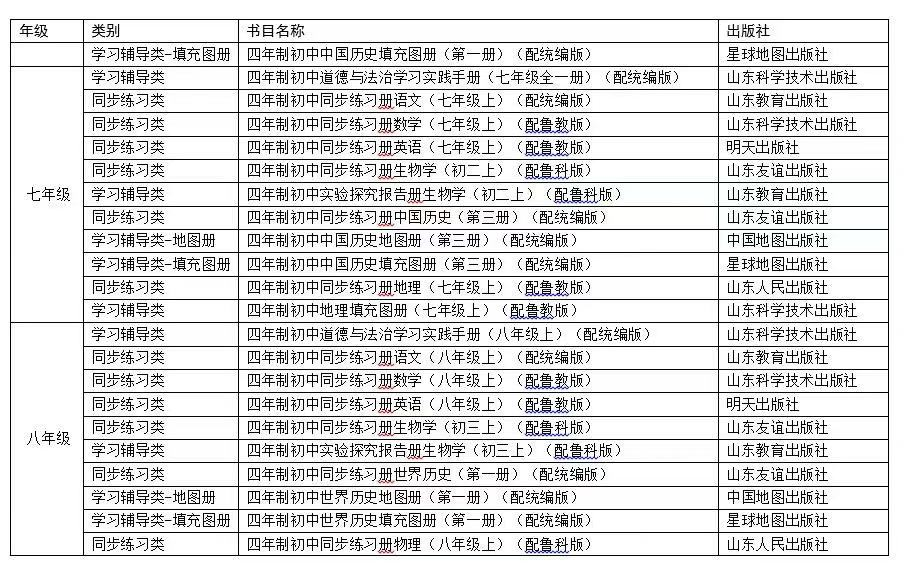 年级 类别 书目名称 出版社
学习辅导类-填充图册 四年制初中中国历史填充图册（第一册）（配统编版） 星球地图出版社
学习辅导类 四年制初中道德与法治学习实践手册（七年级全一册）（配统编版） 山东科学技术出版社
同步练习类 四年制初中同步练习册语文（七年级上）（配统编版） 山东教育出版社
同步练习类 四年制初中同步练习册数学（七年级上）（配鲁教版） 山东科学技术出版社
同步练习类 四年制初中同步练习册英语（七年级上）（配鲁教版） 明天出版社
同步练习类 四年制初中同步练习册生物学（初二上）（配鲁科版） 山东友谊出版社
七年级 学习辅导类 四年制初中实验探究报告册生物学（初二上）（配鲁科版） 山东教育出版社
同步练习类 四年制初中同步练习册中国历史（第三册）（配统编版） 山东友谊出版社
学习辅导类-地图册 四年制初中中国历史地图册（第三册）（配统编版） 中国地图出版社
学习辅导类-填充图册 四年制初中中国历史填充图册（第三册）（配统编版） 星球地图出版社
同步练习类 四年制初中同步练习册地理（七年级上）（配鲁教版） 山东人民出版社
学习辅导类 四年制初中地理填充图册（七年级上）（配鲁教版） 山东科学技术出版社
学习辅导类 四年制初中道德与法治学习实践手册（八年级上）（配统编版） 山东科学技术出版社
同步练习类 四年制初中同步练习册语文（八年级上）（配统编版） 山东教育出版社
同步练习类 四年制初中同步练习册数学（八年级上）（配鲁教版） 山东科学技术出版社
同步练习类 四年制初中同步练习册英语（八年级上）（配鲁教版） 明天出版社
八年级 同步练习类 四年制初中同步练习册生物学（初三上）（配鲁科版） 山东友谊出版社
学习辅导类 四年制初中实验探究报告册生物学（初三上）（配鲁科版） 山东教育出版社
同步练习类 四年制初中同步练习册世界历史（第一册）（配统编版） 山东友谊出版社
学习辅导类-地图册 四年制初中世界历史地图册（第一册）（配统编版） 中国地图出版社
学习辅导类-填充图册 四年制初中世界历史填充图册（第一册）（配统编版） 星球地图出版社
同步练习类 四年制初中同步练习册物理（八年级上）（配鲁科版） 山东人民出版社